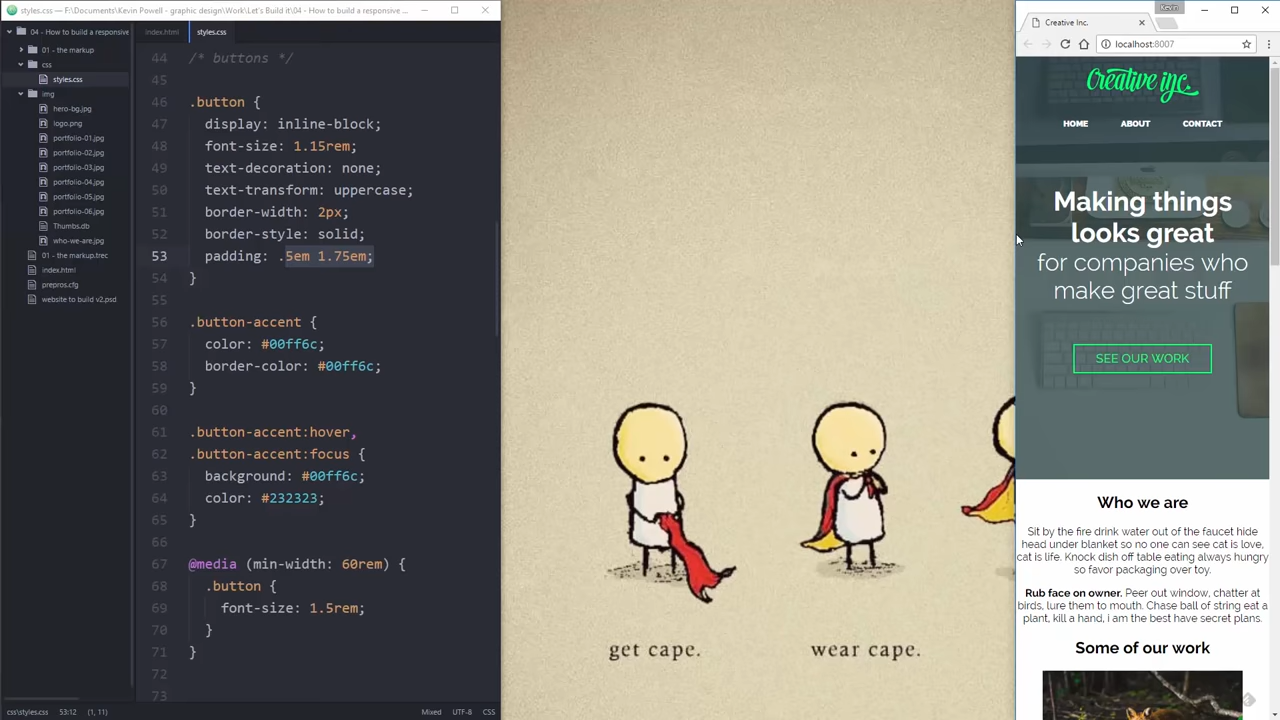 styles.css — F:\Documents\Kevin Powell - graphic design\Work\Let's Build it\04 - How to build a responsive ...
04 - How to build a responsive
01 - the markup
css
styles.css
img
hero-bg.jpg
logo.png
portfolio-01.jpg
portfolio-02.jpg
portfolio-03.jpg
portfolio-04.jpg
portfolio-05.jpg
portfolio-06.jpg
Thumbs.db
who-we-are.jpg
01 - the markup.trec
index.html
prepros.cfg
website to build v2.psd
index.html
styles.css
44 /* buttons */
45
46 .button {
47 display: inline-block;
48 font-size: 1.15rem;
49 text-decoration: none;
50 text-transform: uppercase;
51 border-width: 2px;
52 border-style: solid;
53 padding: .5em 1.75em;
54 }
55
56 .button-accent {
57 color: #00ff6c;
58 border-color: #00ff6c;
59 }
60
61 .button-accent:hover,
62 .button-accent:focus {
63 background: #00ff6c;
64 color: #232323;
65 }
66
67 @media (min-width: 60rem) {
68 .button {
69 font-size: 1.5rem;
70 }
71 }
72
73
css\styles.css 53:12 (1, 11)
Mixed UTF-8 CSS
get cape.
wear cape.
Kevin
Creative Inc.
localhost:8007
Creative inc.
HOME ABOUT CONTACT
Making things
looks great
for companies who
make great stuff
SEE OUR WORK
Who we are
Sit by the fire drink water out of the faucet hide
head under blanket so no one can see cat is love,
cat is life. Knock dish off table eating always hungry
so favor packaging over toy.
Rub face on owner. Peer out window, chatter at
birds, lure them to mouth. Chase ball of string eat a
plant, kill a hand, i am the best have secret plans.
Some of our work